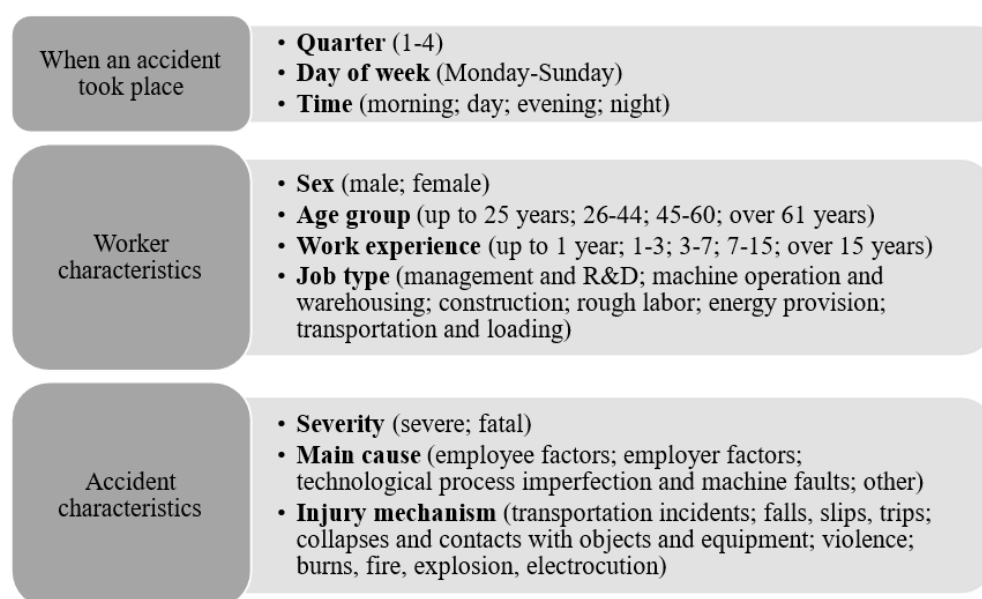 When an accident
took place
• Quarter (1-4)
• Day of week (Monday-Sunday)
• Time (morning; day; evening; night)
Worker
characteristics
• Sex (male; female)
• Age group (up to 25 years; 26-44; 45-60; over 61 years)
• Work experience (up to 1 year; 1-3; 3-7; 7-15; over 15 years)
• Job type (management and R&D; machine operation and
warehousing; construction; rough labor; energy provision;
transportation and loading)
Accident
characteristics
• Severity (severe; fatal)
• Main cause (employee factors; employer factors;
technological process imperfection and machine faults; other)
• Injury mechanism (transportation incidents; falls, slips, trips;
collapses and contacts with objects and equipment; violence;
burns, fire, explosion, electrocution)